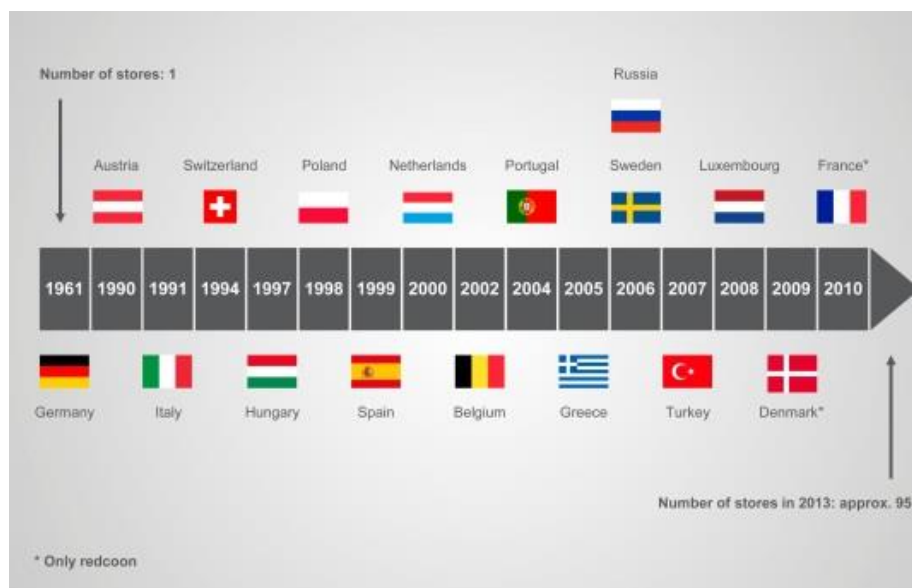 Number of stores: 1
Russia
Austria Switzerland Poland Netherlands Portugal Sweden Luxembourg France*
1961 1990 1991 1994 1997 1998 1999 2000 2002 2004 2005 2006 2007 2008 2009 2010
Germany Italy Hungary Spain Belgium Greece Turkey Denmark*
Number of stores in 2013: approx. 95
* Only redcoon